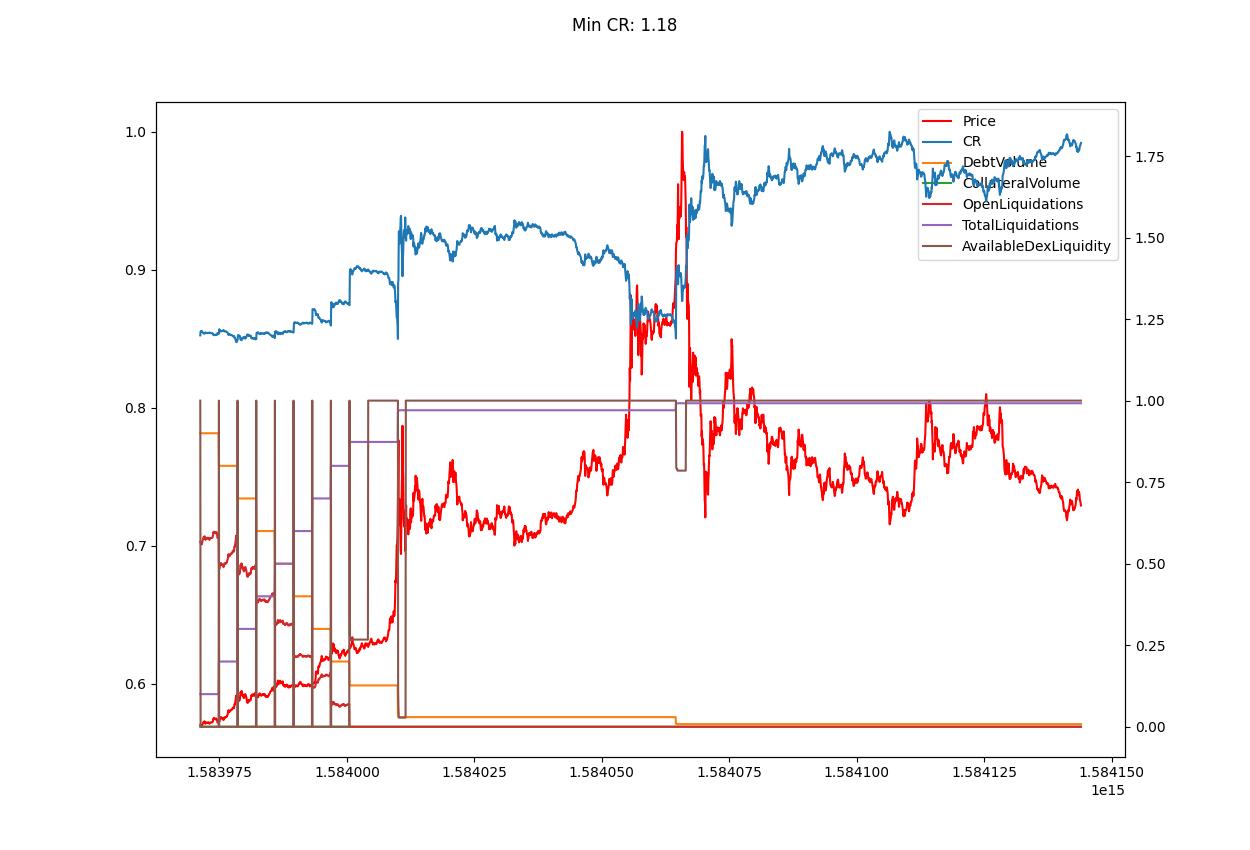 Min CR: 1.18
1.0
0.9
0.8
0.7
0.6
1.75
1.50
1.25
1.00
0.75
0.50
0.25
0.00
Price
CR
DebtVolume
CollateralVolume
OpenLiquidations
TotalLiquidations
AvailableDexLiquidity
1.583975 1.584000 1.584025 1.584050 1.584075 1.584100 1.584125 1.584150
1e15